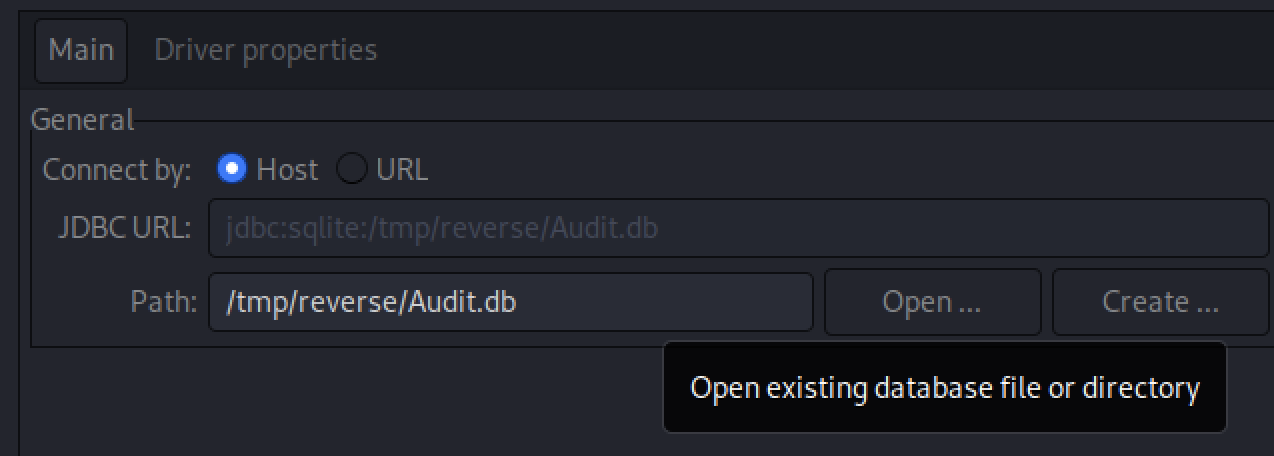 Main Driver properties
General
Connect by: Host URL
JDBC URL: jdbc:sqlite:/tmp/reverse/Audit.db
Path: /tmp/reverse/Audit.db Open ... Create ...
Open existing database file or directory